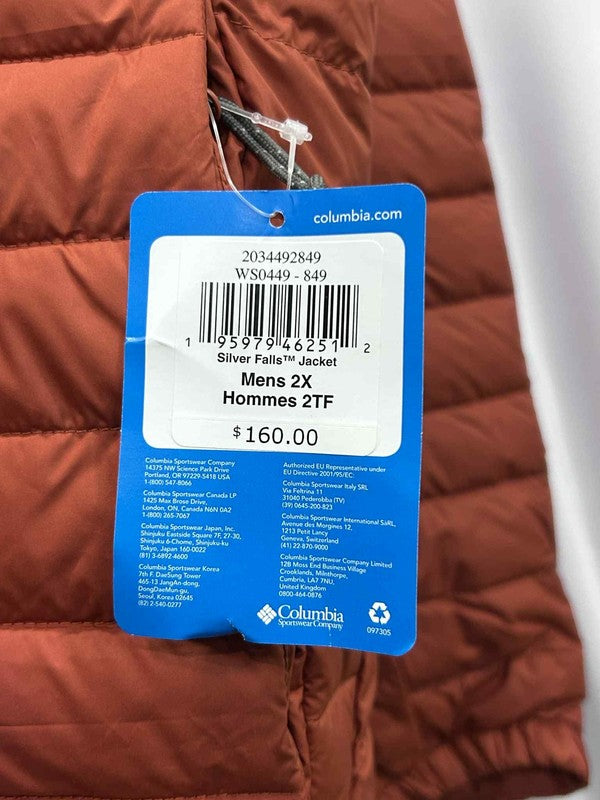 columbia.com
2034492849
WS0449 - 849
1 95979 46251 2
Silver Falls™ Jacket
Mens 2X
Hommes 2TF
$160.00
Columbia Sportswear Company
14375 NW Science Park Drive
Portland, OR 97229-5418 USA
1-(800) 547-8066
Columbia Sportswear Canada LP
1425 Max Brose Drive,
London, ON, Canada N6N 0A2
1-(800) 265-7067
Columbia Sportswear Japan, Inc.
Shinjuku Eastside Square 7F, 27-30,
Shinjuku 6-Chome, Shinjuku-ku
Tokyo, Japan 160-0022
(81) 3-6892-4600
Columbia Sportswear Korea
7th F. DaeSung Tower
465-13 JangAn-dong,
DongDaeMun-gu,
Seoul, Korea 02645
(82) 2-540-0277
Authorized EU Representative under
EU Directive 2001/95/EC:
Columbia Sportswear Italy SRL
Via Feltrina 11
31040 Pederobba (TV)
(39) 0645-200-823
Columbia Sportswear International SàRL,
Avenue des Morgines 12,
1213 Petit Lancy
Geneva, Switzerland
(41) 22-870-9000
Columbia Sportswear Company Limited
12B Moss End Business Village
Crooklands, Milnthorpe,
Cumbria, LA7 7NU,
United Kingdom
0800-464-0876
Columbia
Sportswear Company
097305